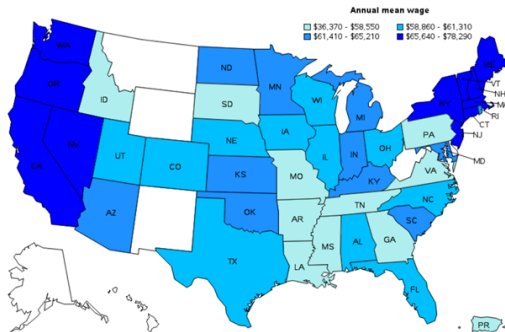 Annual mean wage
$36,370 - $58,550
$58,860 - $61,310
$61,410 - $65,210
$65,640 - $78,290
WA
ME
ND
MN
VT
OR
NH
ID
WI
NY
SD
MI
RI
CT
IA
PA
NJ
NE
OH
NV
IL
IN
MD
UT
CO
VA
CA
KS
MO
KY
NC
TN
AZ
OK
AR
SC
MS
AL
GA
TX
LA
FL
PR